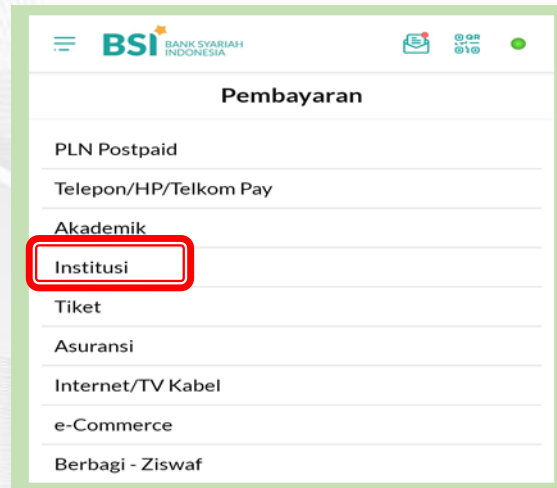 BSI BANK SYARIAH
INDONESIA
QR
Pembayaran
PLN Postpaid
Telepon/HP/Telkom Pay
Akademik
Institusi
Tiket
Asuransi
Internet/TV Kabel
e-Commerce
Berbagi - Ziswaf